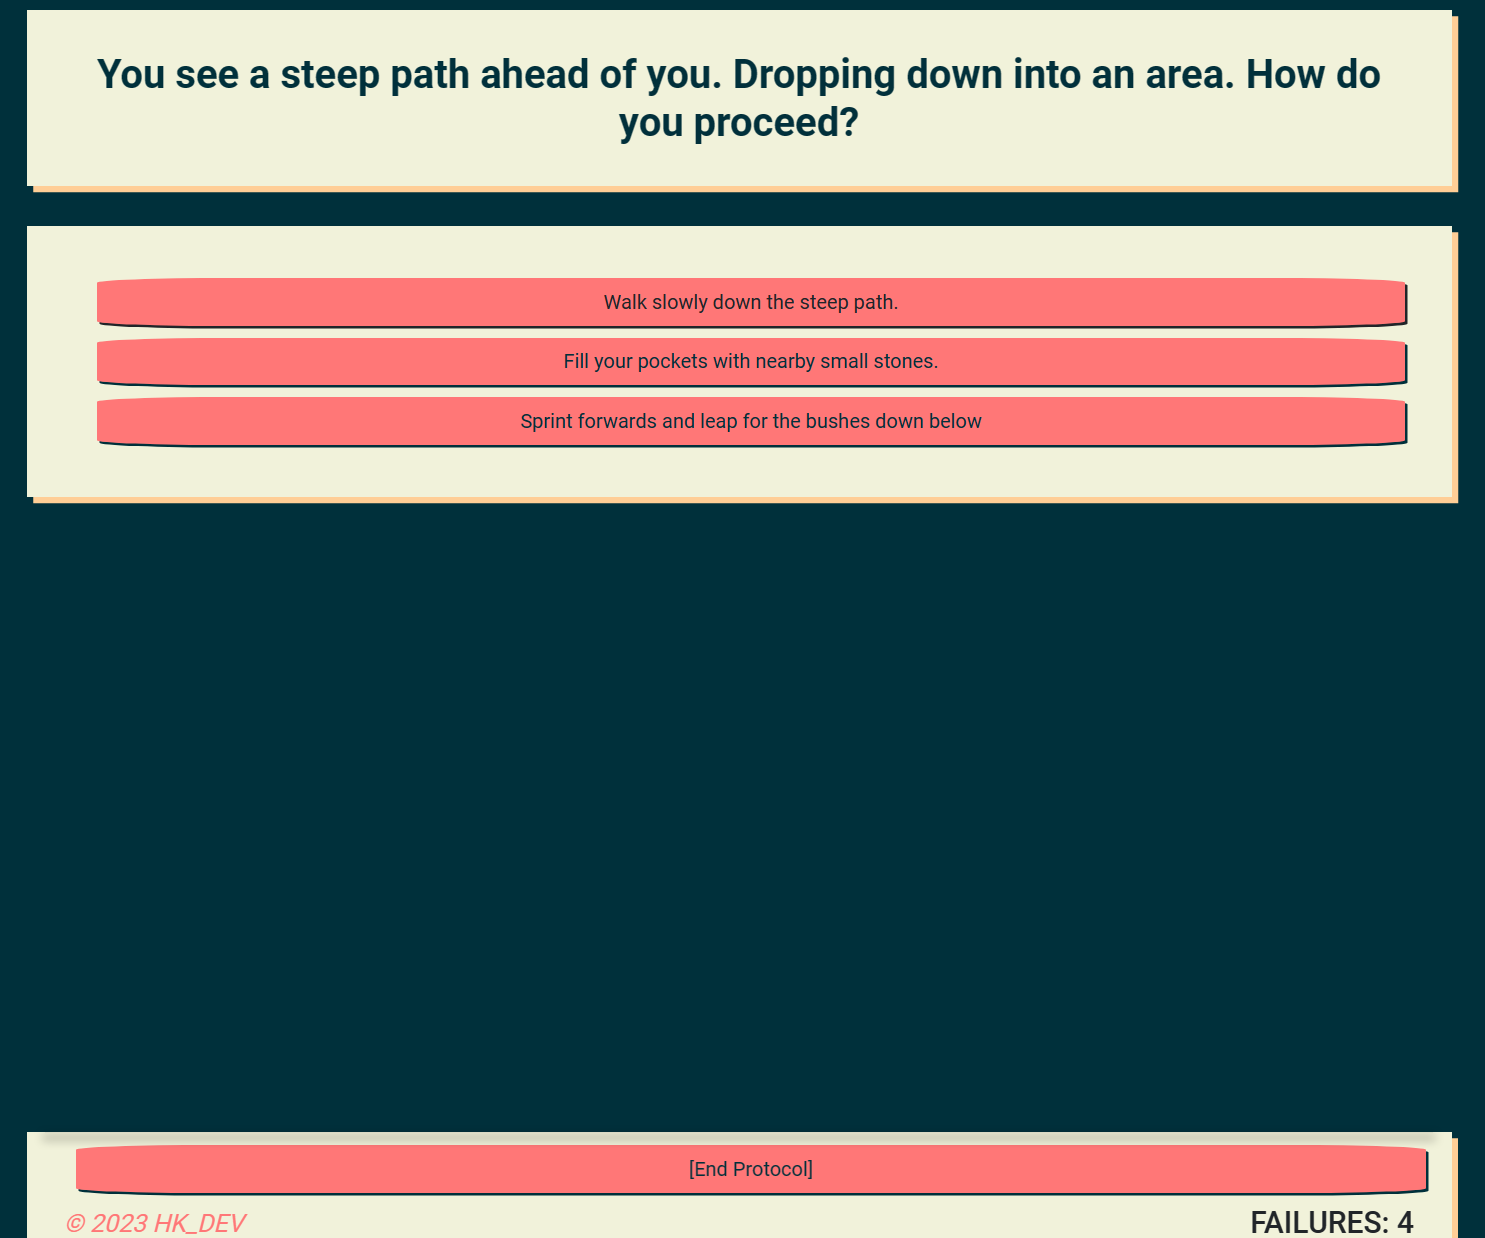 You see a steep path ahead of you. Dropping down into an area. How do
you proceed?
Walk slowly down the steep path.
Fill your pockets with nearby small stones.
Sprint forwards and leap for the bushes down below
[End Protocol]
© 2023 HK_DEV
FAILURES: 4